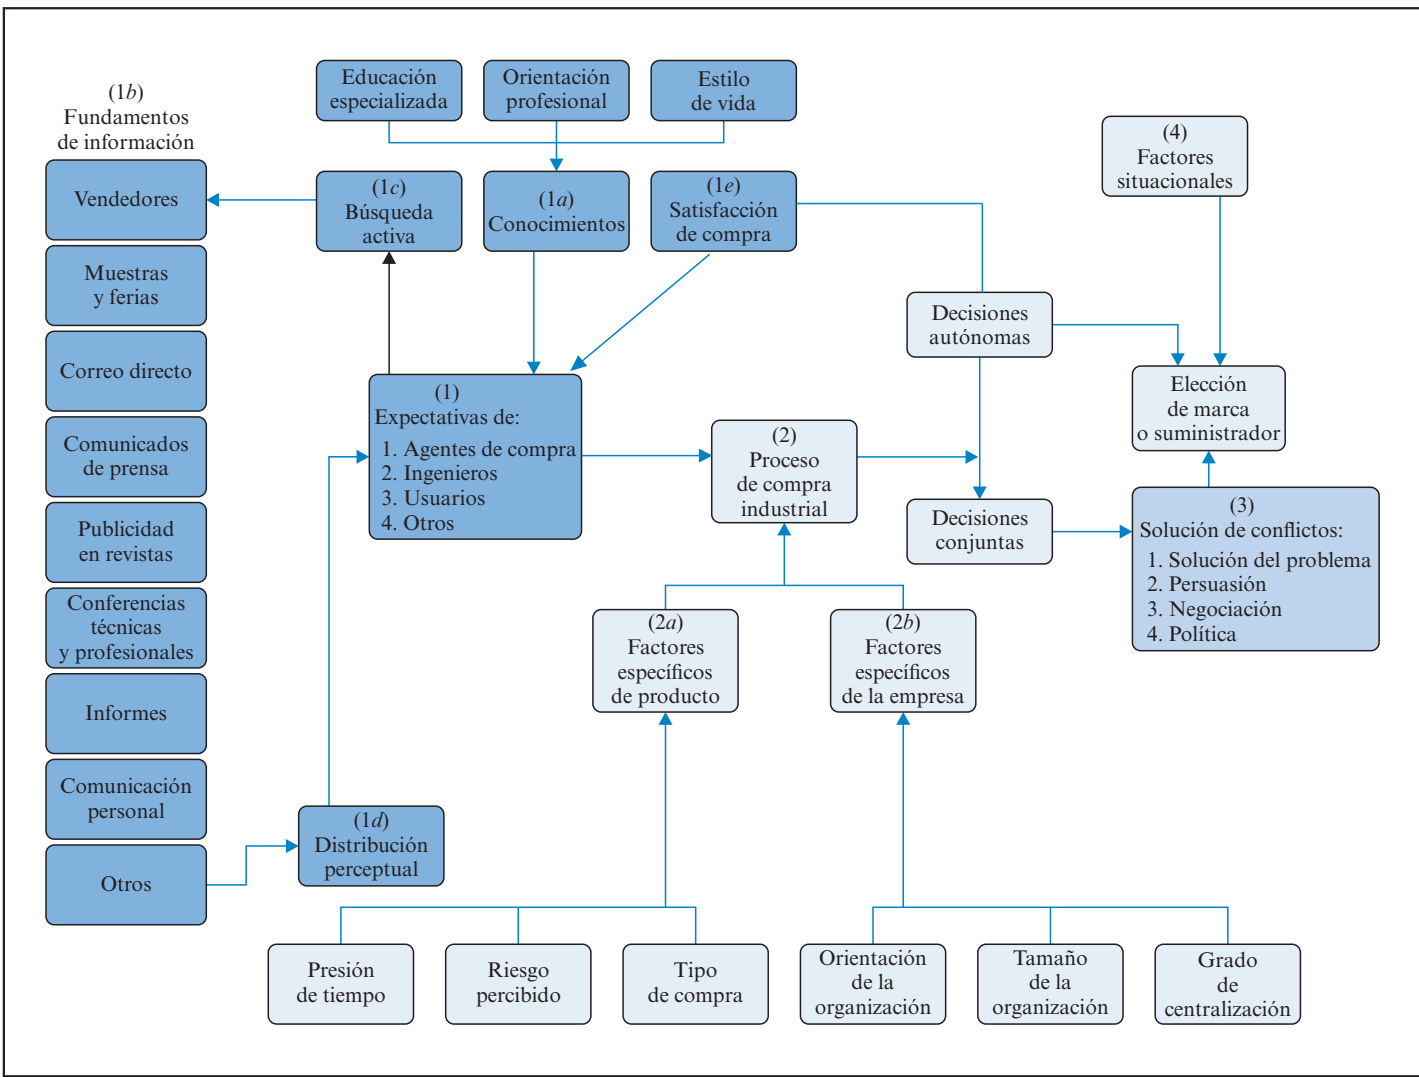 (1b)
Fundamentos
de información
Vendedores
Muestras
y ferias
Correo directo
Comunicados
de prensa
Publicidad
en revistas
Conferencias
técnicas
y profesionales
Informes
Comunicación
personal
Otros
Educación
especializada
Orientación
profesional
Estilo
de vida
(1c)
Búsqueda
activa
(1a)
Conocimientos
(1e)
Satisfacción
de compra
(4)
Factores
situacionales
Decisiones
autónomas
Elección
de marca
o suministrador
(1)
Expectativas de:
1. Agentes de compra
2. Ingenieros
3. Usuarios
4. Otros
(2)
Proceso
de compra
industrial
Decisiones
conjuntas
(3)
Solución de conflictos:
1. Solución del problema
2. Persuasión
3. Negociación
4. Política
(2a)
Factores
específicos
de producto
(2b)
Factores
específicos
de la empresa
(1d)
Distribución
perceptual
Presión
de tiempo
Riesgo
percibido
Tipo
de compra
Orientación
de la
organización
Tamaño
de la
organización
Grado
de
centralización